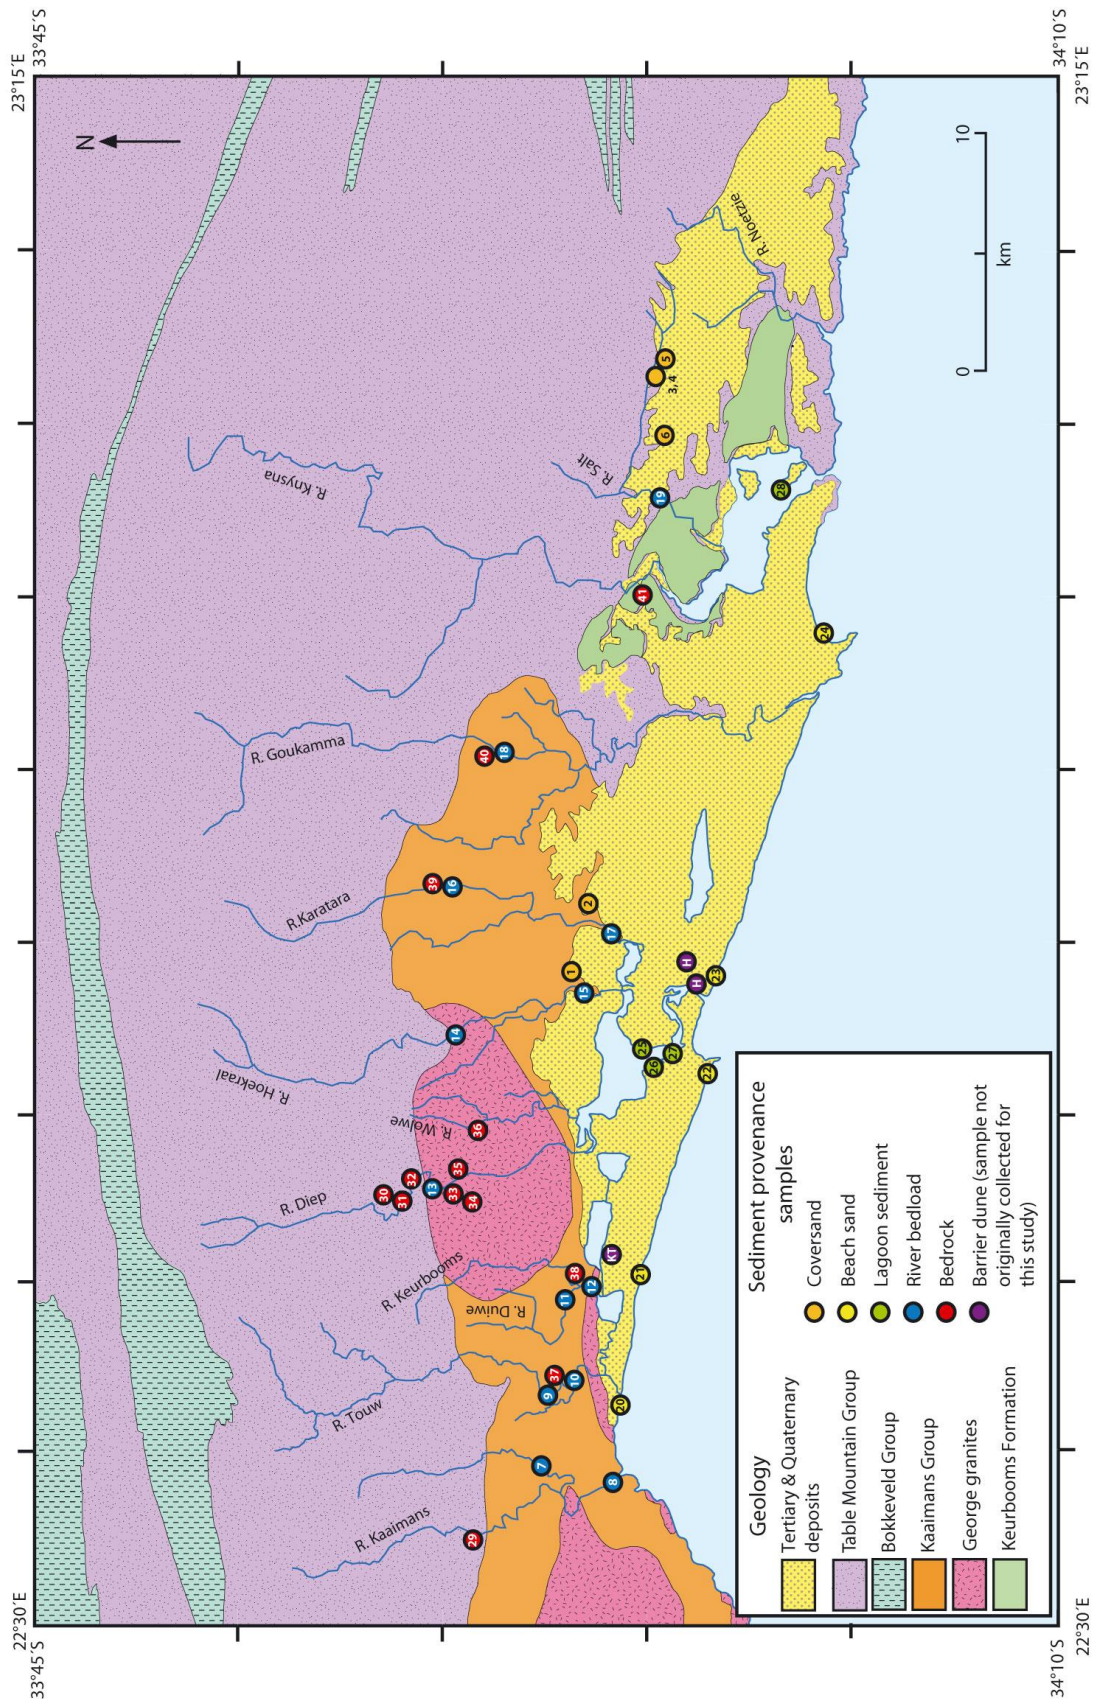 22°30´E
23°15´E
33°45´S
33°45´S
N
R. Kaaimans
R. Touw
R. Duiwe
R. Keurbooms
R. Diep
R. Wolwe
R. Hoekraal
R.Karatara
R. Goukamma
R. Knysna
R. Salt
R. Noetzie
29
7
8
9
37
10
20
11
38
12
KT
21
30
31
32
13
33
34
35
36
14
25
26
27
22
15
1
17
2
H
H
23
39
16
40
18
41
24
19
28
6
3, 4
5
0
10
km
Geology
Tertiary & Quaternary
deposits
Table Mountain Group
Bokkeveld Group
Kaaimans Group
George granites
Keurbooms Formation
Sediment provenance
samples
Coversand
Beach sand
Lagoon sediment
River bedload
Bedrock
Barrier dune (sample not
originally collected for
this study)
34°10´S
34°10´S
22°30´E
23°15´E